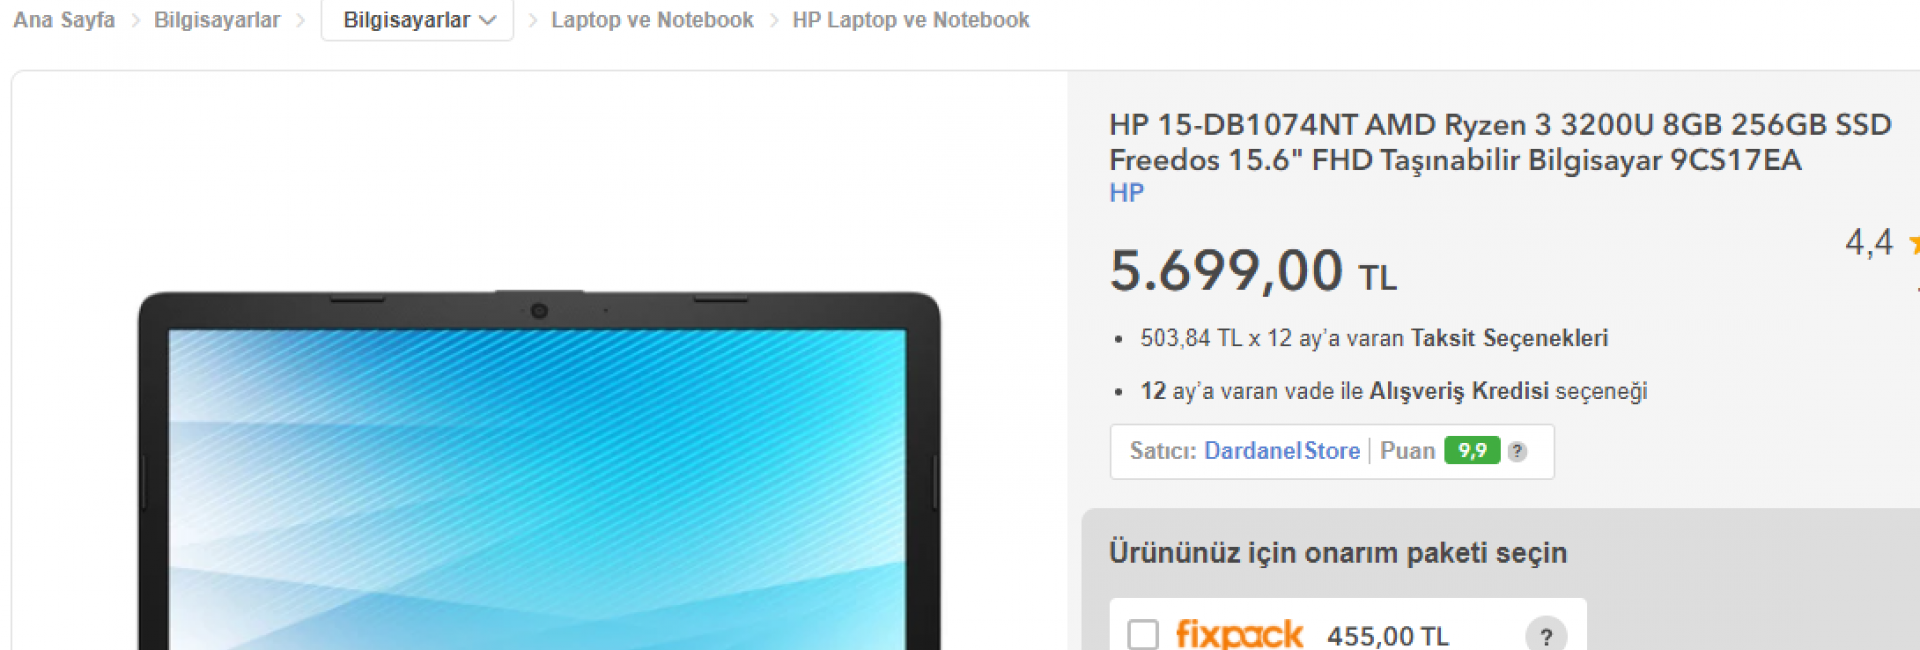 Ana Sayfa > Bilgisayarlar > Bilgisayarlar > Laptop ve Notebook > HP Laptop ve Notebook
HP 15-DB1074NT AMD Ryzen 3 3200U 8GB 256GB SSD
Freedos 15.6" FHD Taşınabilir Bilgisayar 9CS17EA
HP
4,4
5.699,00 TL
• 503,84 TL x 12 ay'a varan Taksit Seçenekleri
• 12 ay'a varan vade ile Alışveriş Kredisi seçeneği
Satıcı: DardanelStore | Puan 9,9 ?
Ürününüz için onarım paketi seçin
fixpack 455,00 TL ?